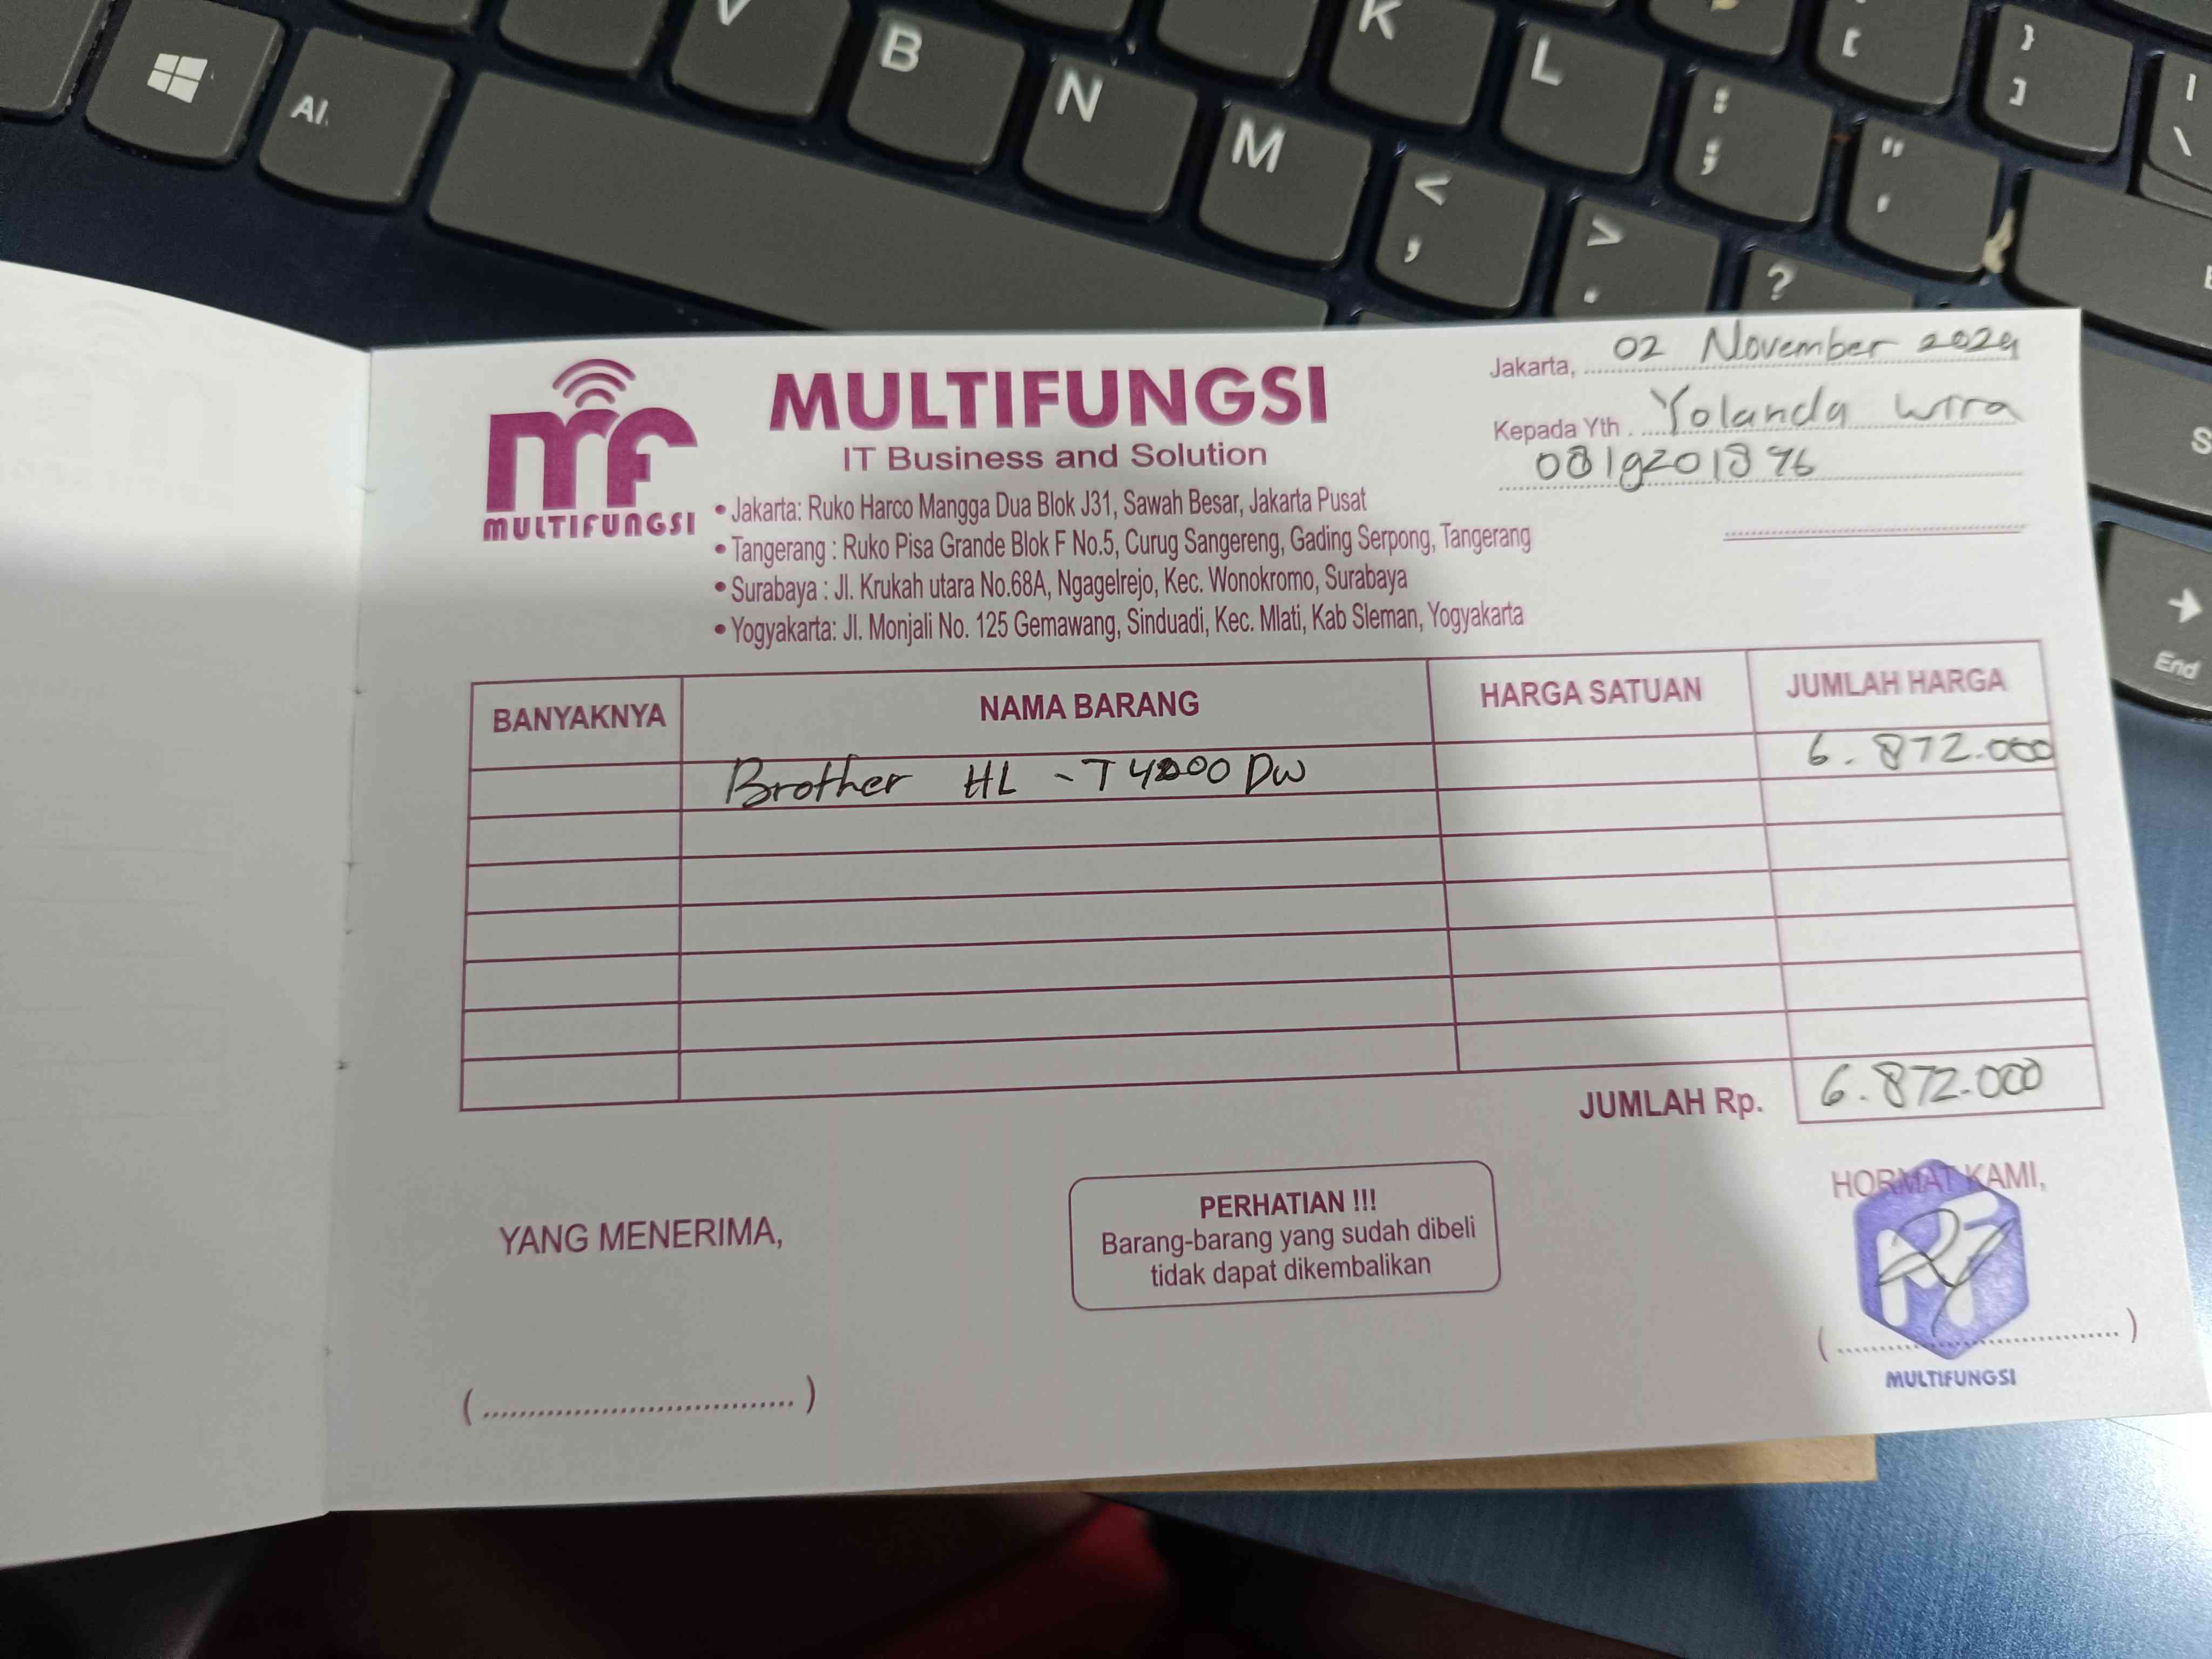 V B N M K L
Al
< ,
> .
?
: ;
" '
[
} ]
\
End
MULTIFUNGSI
MULTIFUNGSI
IT Business and Solution
• Jakarta: Ruko Harco Mangga Dua Blok J31, Sawah Besar, Jakarta Pusat
• Tangerang : Ruko Pisa Grande Blok F No.5, Curug Sangereng, Gading Serpong, Tangerang
• Surabaya : Jl. Krukah utara No.68A, Ngagelrejo, Kec. Wonokromo, Surabaya
• Yogyakarta: Jl. Monjali No. 125 Gemawang, Sinduadi, Kec. Mlati, Kab Sleman, Yogyakarta
Jakarta, 02 November 2024
Kepada Yth. Yolanda Wira
0819201896
BANYAKNYA NAMA BARANG HARGA SATUAN JUMLAH HARGA
Brother HL - T4000 DW 6.872.000
JUMLAH Rp. 6.872.000
YANG MENERIMA,
PERHATIAN !!!
Barang-barang yang sudah dibeli
tidak dapat dikembalikan
HORMAT KAMI,
MULTIFUNGSI